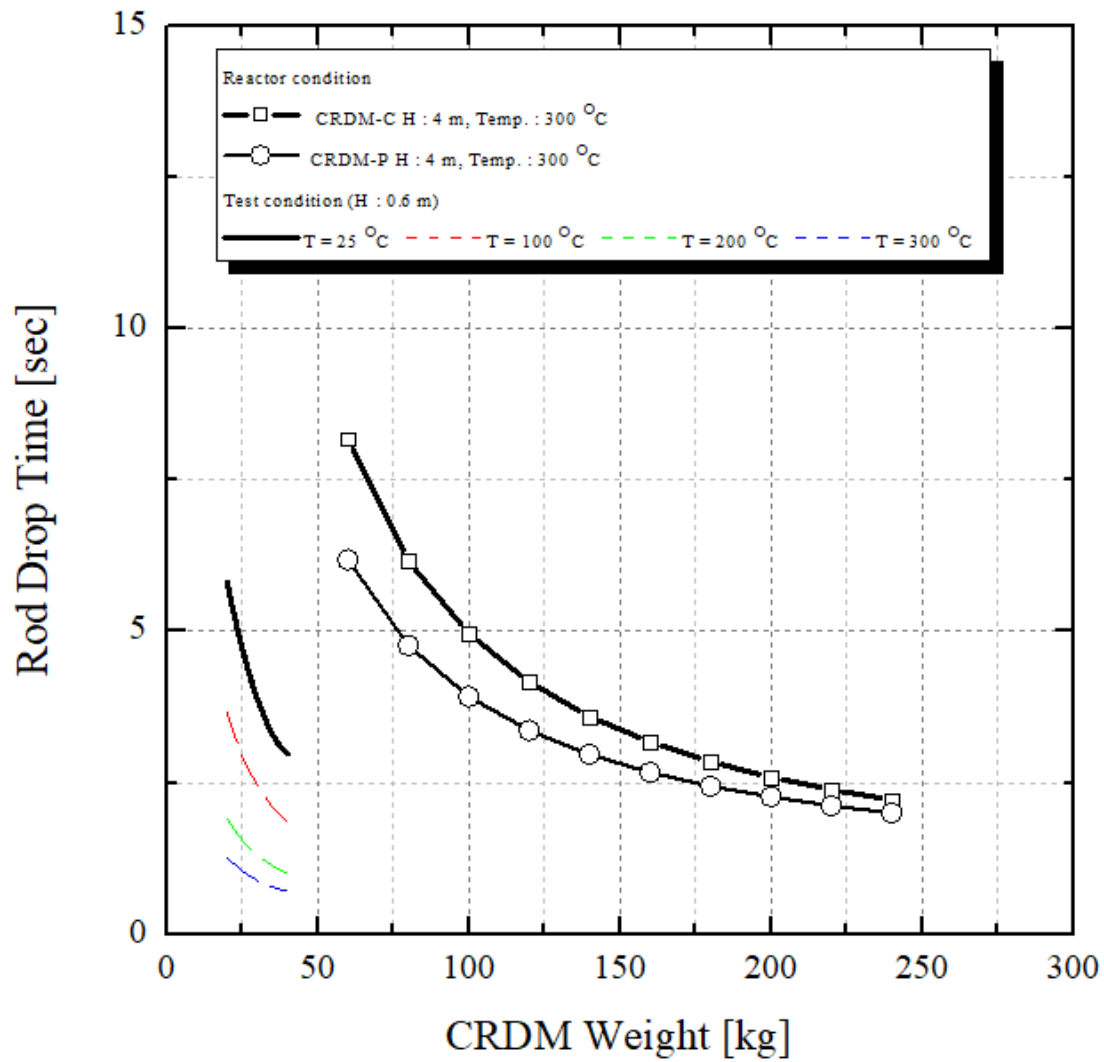 15
Reactor condition
CRDM-C H : 4 m, Temp. : 300 °C
CRDM-P H : 4 m, Temp. : 300 °C
Test condition (H : 0.6 m)
T = 25 °C T = 100 °C T = 200 °C T = 300 °C
10
Rod Drop Time [sec]
5
0
0 50 100 150 200 250 300
CRDM Weight [kg]